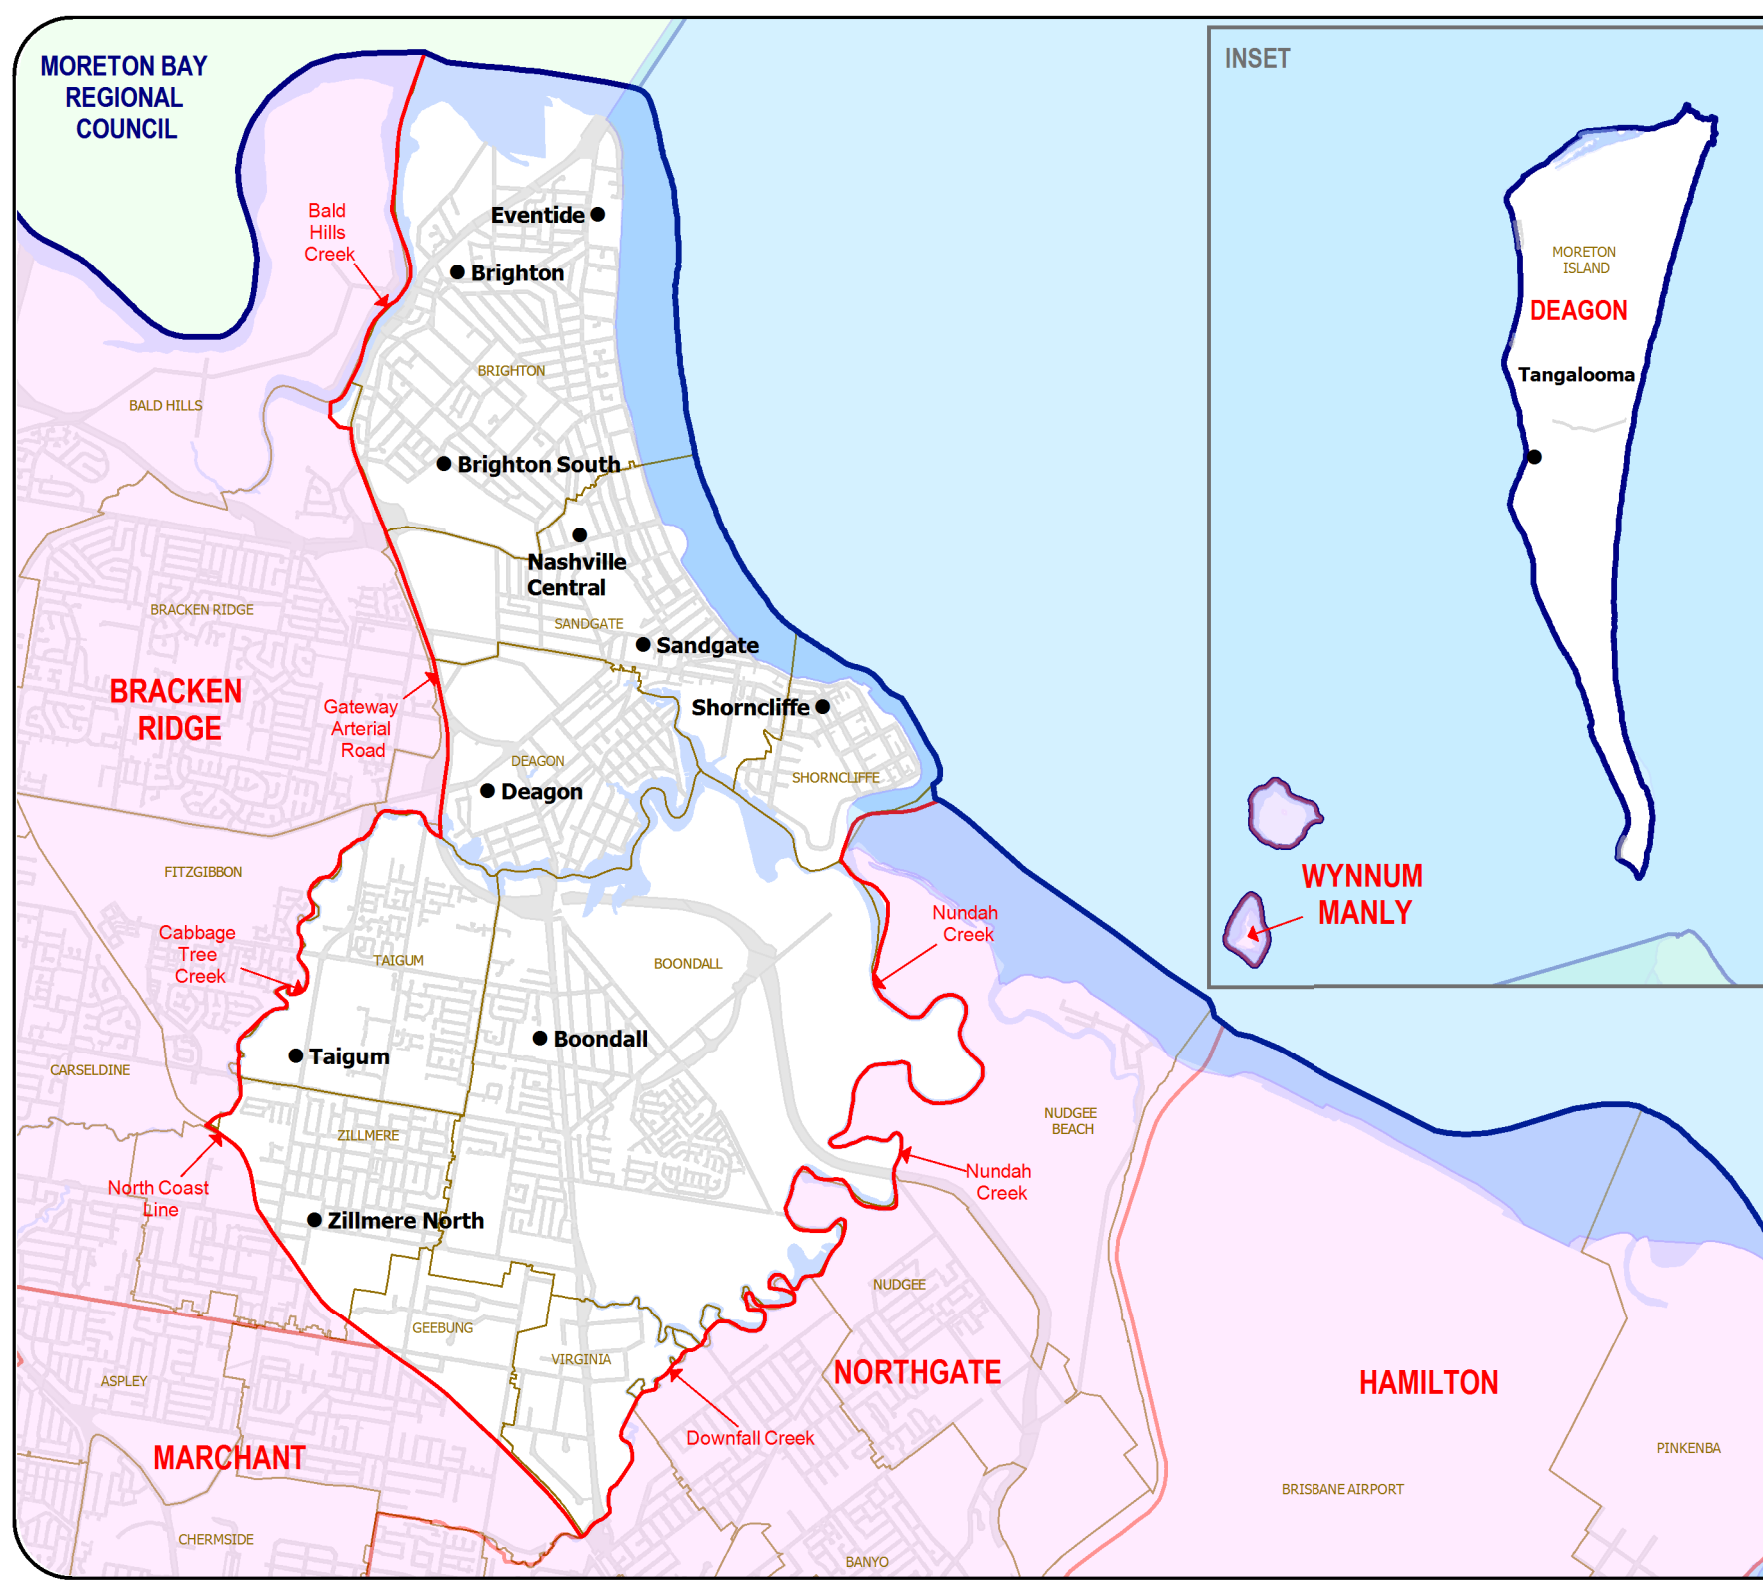 MORETON BAY
REGIONAL
COUNCIL
INSET
Bald
Hills
Creek
Eventide
Brighton
MORETON
ISLAND
DEAGON
Tangalooma
BRIGHTON
BALD HILLS
Brighton South
Nashville
Central
BRACKEN RIDGE
SANDGATE
Sandgate
BRACKEN
RIDGE
Gateway
Arterial
Road
Shorncliffe
DEAGON
SHORNCLIFFE
Deagon
FITZGIBBON
WYNNUM
MANLY
Cabbage
Tree
Creek
Nundah
Creek
TAIGUM
BOONDALL
Boondall
Taigum
CARSELDINE
NUDGEE
BEACH
ZILLMERE
Nundah
Creek
North Coast
Line
Zillmere North
NUDGEE
GEEBUNG
VIRGINIA
NORTHGATE
HAMILTON
ASPLEY
Downfall Creek
MARCHANT
PINKENBA
BRISBANE AIRPORT
CHERMSIDE
BANYO